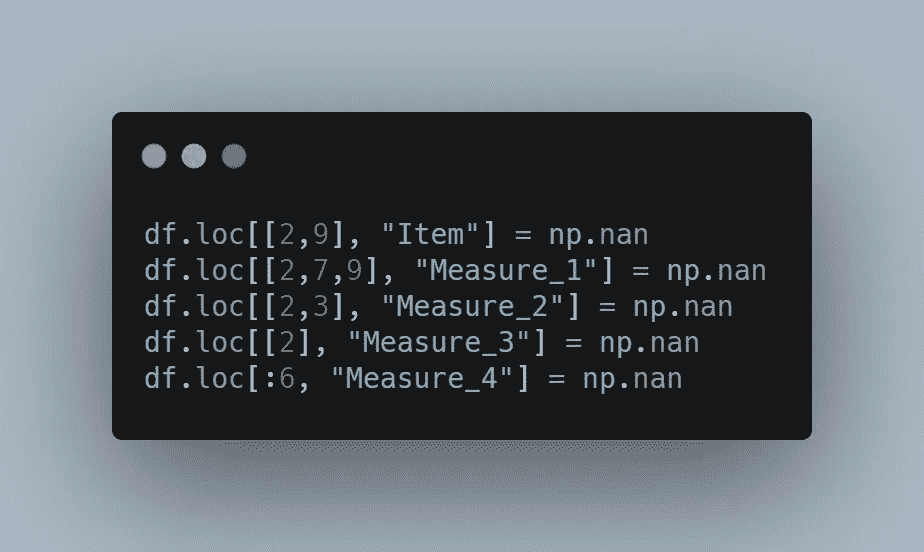 df.loc[[2,9], "Item"] = np.nan
df.loc[[2,7,9], "Measure_1"] = np.nan
df.loc[[2,3], "Measure_2"] = np.nan
df.loc[[2], "Measure_3"] = np.nan
df.loc[:6, "Measure_4"] = np.nan